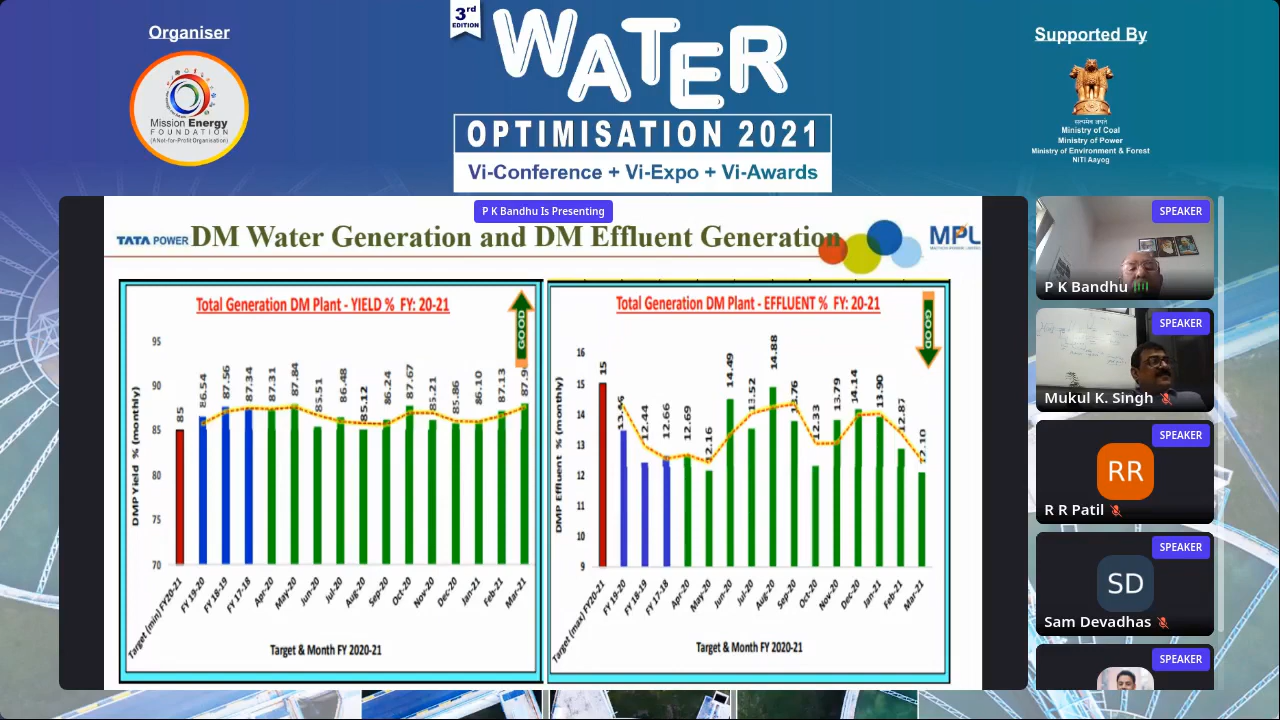 Organiser
Mission Energy
FOUNDATION
(A Not-for-Profit Organisation)
3rd
EDITION
WATER
OPTIMISATION 2021
Vi-Conference + Vi-Expo + Vi-Awards
Supported By
सत्यमेव जयते
Ministry of Coal
Ministry of Power
Ministry of Environment & Forest
NITI Aayog
P K Bandhu Is Presenting
TATA POWER
DM Water Generation and DM Effluent Generation
MPL
Total Generation DM Plant - YIELD % FY: 20-21
GOOD
DMP Yield % (monthly)
95
90
85
80
75
70
85
86.54
87.56
87.34
87.31
87.84
85.51
86.48
85.12
86.24
87.67
85.86
86.10
87.13
Target (min) FY20-21
FY 19-20
FY 18-19
FY 17-18
Apr-20
May-20
Jun-20
Jul-20
Aug-20
Sep-20
Oct-20
Nov-20
Dec-20
Jan-21
Feb-21
Mar-21
Target & Month FY 2020-21
Total Generation DM Plant - EFFLUENT % FY: 20-21
GOOD
DMP Effluent % (monthly)
16
15
14
13
12
11
10
9
15
13.46
12.44
12.66
12.69
12.16
14.49
13.52
14.88
13.76
12.33
13.79
14.14
13.90
12.87
12.10
Target (max) FY20-21
FY 19-20
FY 18-19
FY 17-18
Apr-20
May-20
Jun-20
Jul-20
Aug-20
Sep-20
Oct-20
Nov-20
Dec-20
Jan-21
Feb-21
Mar-21
Target & Month FY 2020-21
SPEAKER
P K Bandhu
SPEAKER
Mukul K. Singh
SPEAKER
RR
R R Patil
SPEAKER
SD
Sam Devadhas
SPEAKER